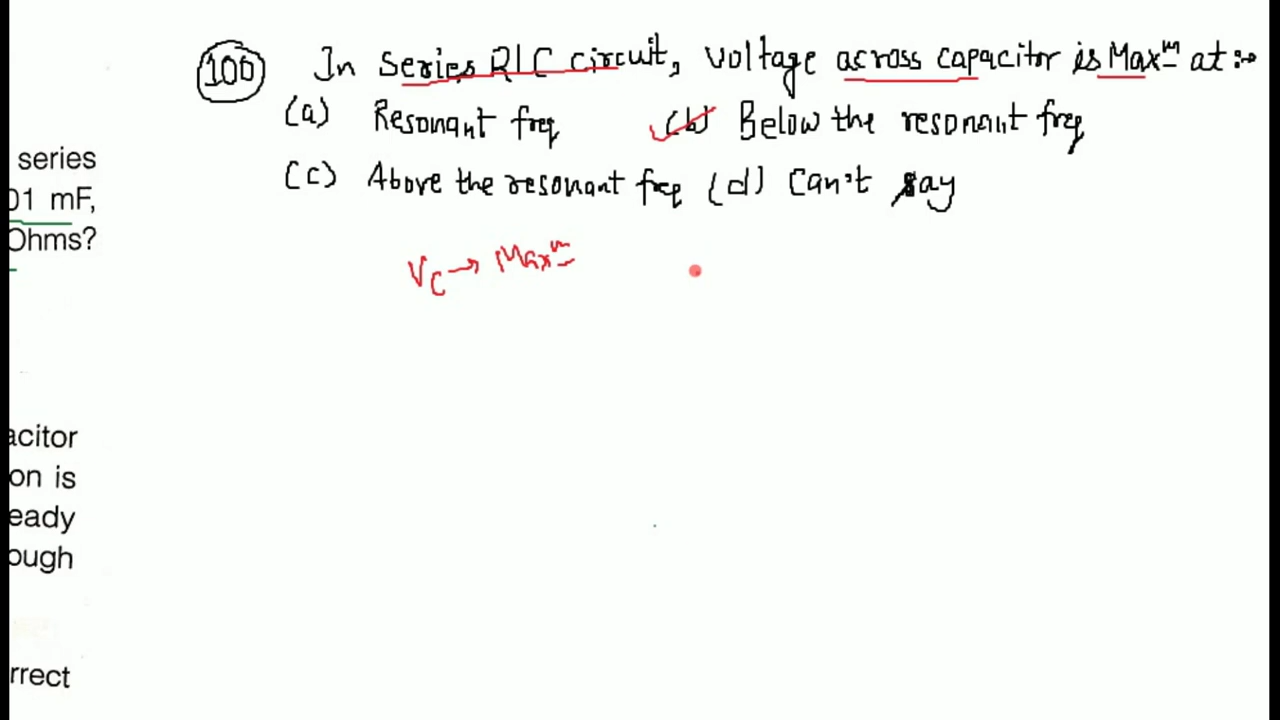 (100) In series RLC circuit, voltage across capacitor is Maxᵐ at :-
(a) Resonant freq (b) Below the resonant freq
(c) Above the resonant freq (d) Can't say
Vc → Maxᵐ
series
01 mF,
Ohms?
acitor
on is
eady
ough
rrect